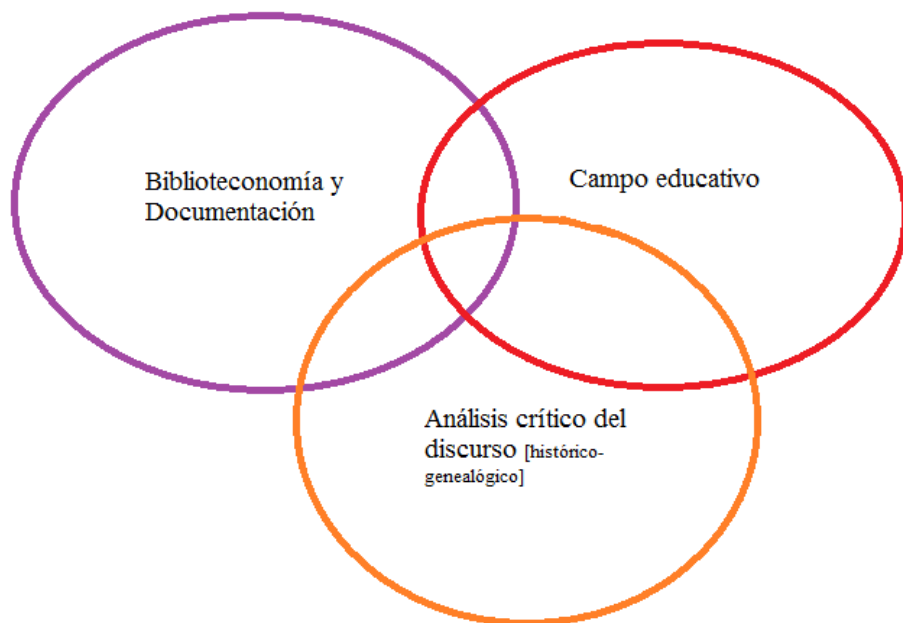 Biblioteconomía y
Documentación
Campo educativo
Análisis crítico del
discurso [histórico-
genealógico]